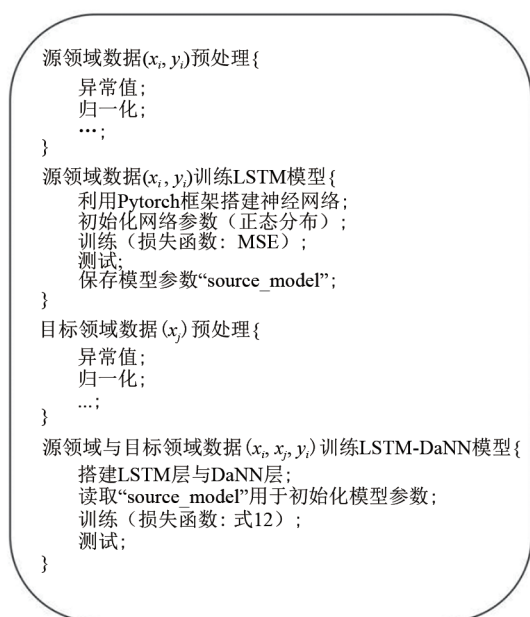 源领域数据(xi, yi)预处理{
异常值;
归一化;
…;
}
源领域数据(xi, yi)训练LSTM模型{
利用Pytorch框架搭建神经网络;
初始化网络参数（正态分布）;
训练（损失函数: MSE）;
测试;
保存模型参数“source_model”;
}
目标领域数据(xj)预处理{
异常值;
归一化;
...;
}
源领域与目标领域数据(xi, xj, yi)训练LSTM-DaNN模型{
搭建LSTM层与DaNN层;
读取“source_model”用于初始化模型参数;
训练（损失函数: 式12）;
测试;
}